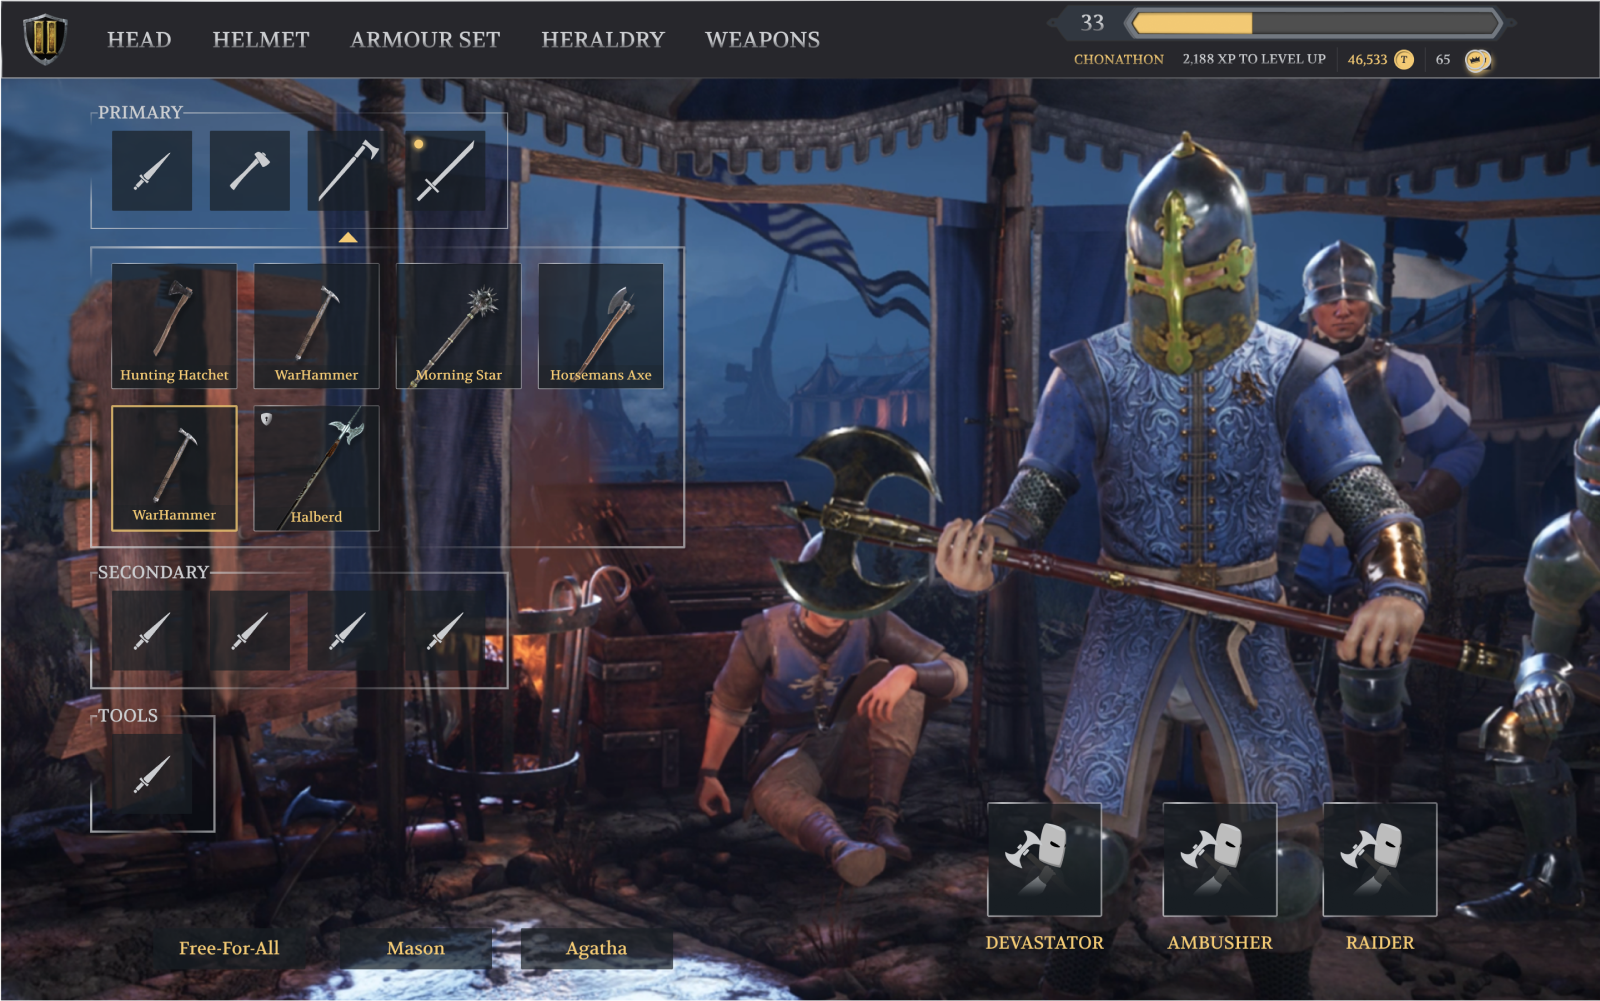 HEAD HELMET ARMOUR SET HERALDRY WEAPONS
33
CHONATHON 2,188 XP TO LEVEL UP 46,533 T 65
PRIMARY
Hunting Hatchet WarHammer Morning Star Horsemans Axe
WarHammer Halberd
SECONDARY
TOOLS
DEVASTATOR AMBUSHER RAIDER
Free-For-All Mason Agatha